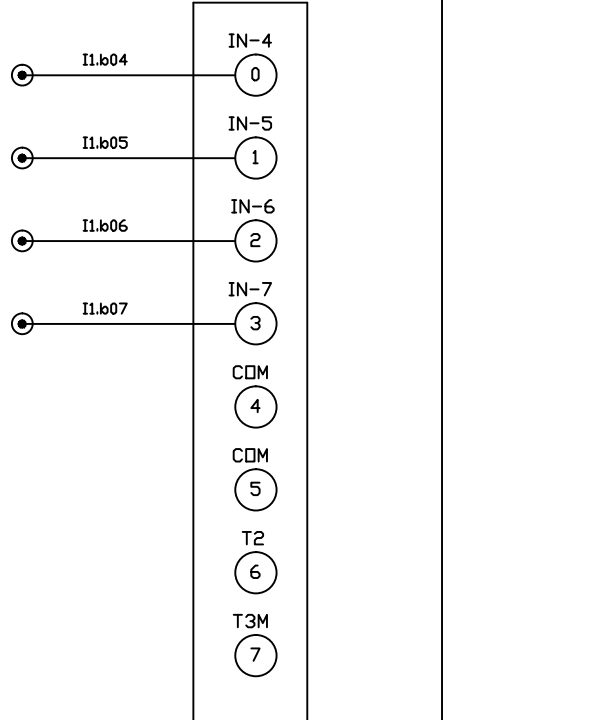 IN-4
I1.b04
0
IN-5
I1.b05
1
IN-6
I1.b06
2
IN-7
I1.b07
3
COM
4
COM
5
T2
6
T3M
7